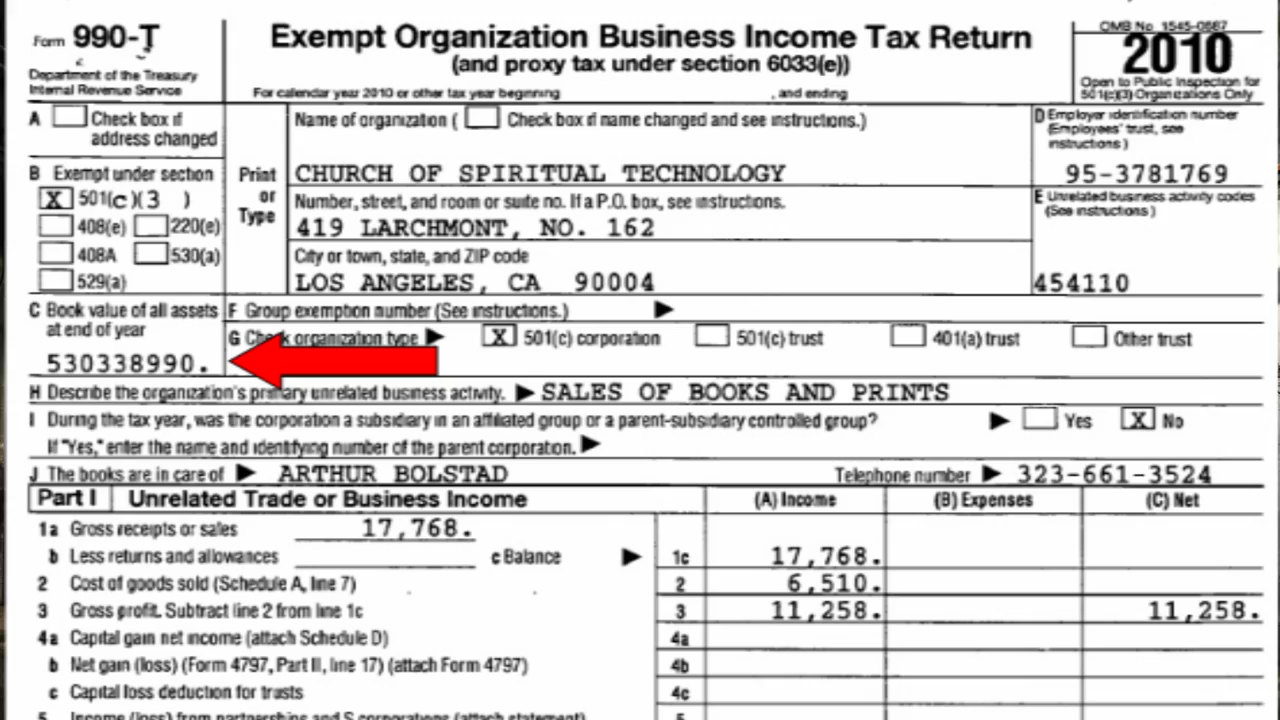 Form 990-T
Exempt Organization Business Income Tax Return
(and proxy tax under section 6033(e))
OMB No 1545-0687
2010
Department of the Treasury
Internal Revenue Service
For calendar year 2010 or other tax year beginning , and ending
Open to Public Inspection for
501(c)(3) Organizations Only
A Check box if
address changed
Name of organization ( Check box if name changed and see instructions.)
D Employer identification number
(Employees' trust, see
instructions)
B Exempt under section
X 501(c)(3 )
408(e) 220(e)
408A 530(a)
529(a)
Print
or
Type
CHURCH OF SPIRITUAL TECHNOLOGY
95-3781769
Number, street, and room or suite no. If a P.O. box, see instructions.
E Unrelated business activity codes
(See instructions)
419 LARCHMONT, NO. 162
City or town, state, and ZIP code
LOS ANGELES, CA 90004
454110
C Book value of all assets
at end of year
530338990.
F Group exemption number (See instructions.) ▶
G Check organization type ▶ X 501(c) corporation 501(c) trust 401(a) trust Other trust
H Describe the organization's primary unrelated business activity. ▶ SALES OF BOOKS AND PRINTS
I During the tax year, was the corporation a subsidiary in an affiliated group or a parent-subsidiary controlled group? ▶ Yes X No
If "Yes," enter the name and identifying number of the parent corporation. ▶
J The books are in care of ▶ ARTHUR BOLSTAD Telephone number ▶ 323-661-3524
Part I Unrelated Trade or Business Income (A) Income (B) Expenses (C) Net
1a Gross receipts or sales 17,768.
b Less returns and allowances c Balance ▶ 1c 17,768.
2 Cost of goods sold (Schedule A, line 7) 2 6,510.
3 Gross profit. Subtract line 2 from line 1c 3 11,258. 11,258.
4a Capital gain net income (attach Schedule D) 4a
b Net gain (loss) (Form 4797, Part II, line 17) (attach Form 4797) 4b
c Capital loss deduction for trusts 4c
5 Income (loss) from partnerships and S corporations (attach statement) 5